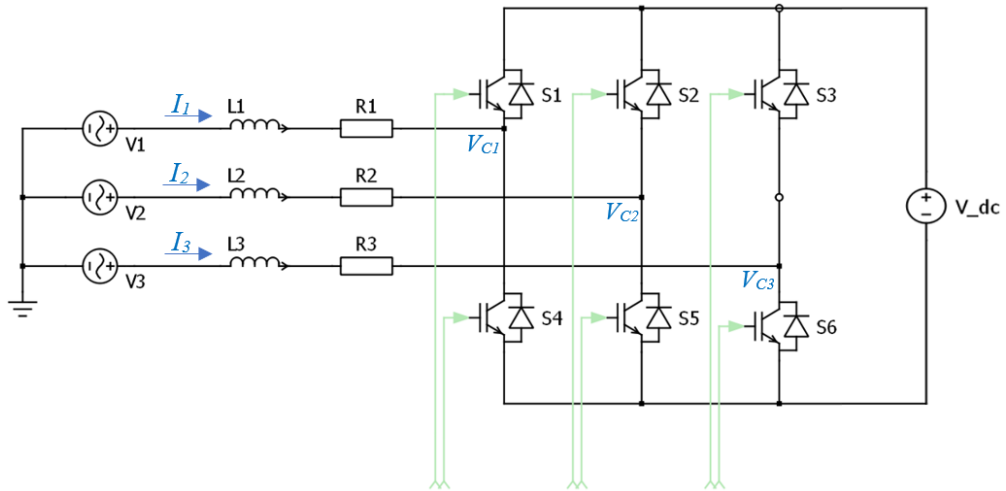 S1
S2
S3
I1
L1
R1
V1
VC1
I2
L2
R2
V2
VC2
V_dc
I3
L3
R3
V3
VC3
S4
S5
S6